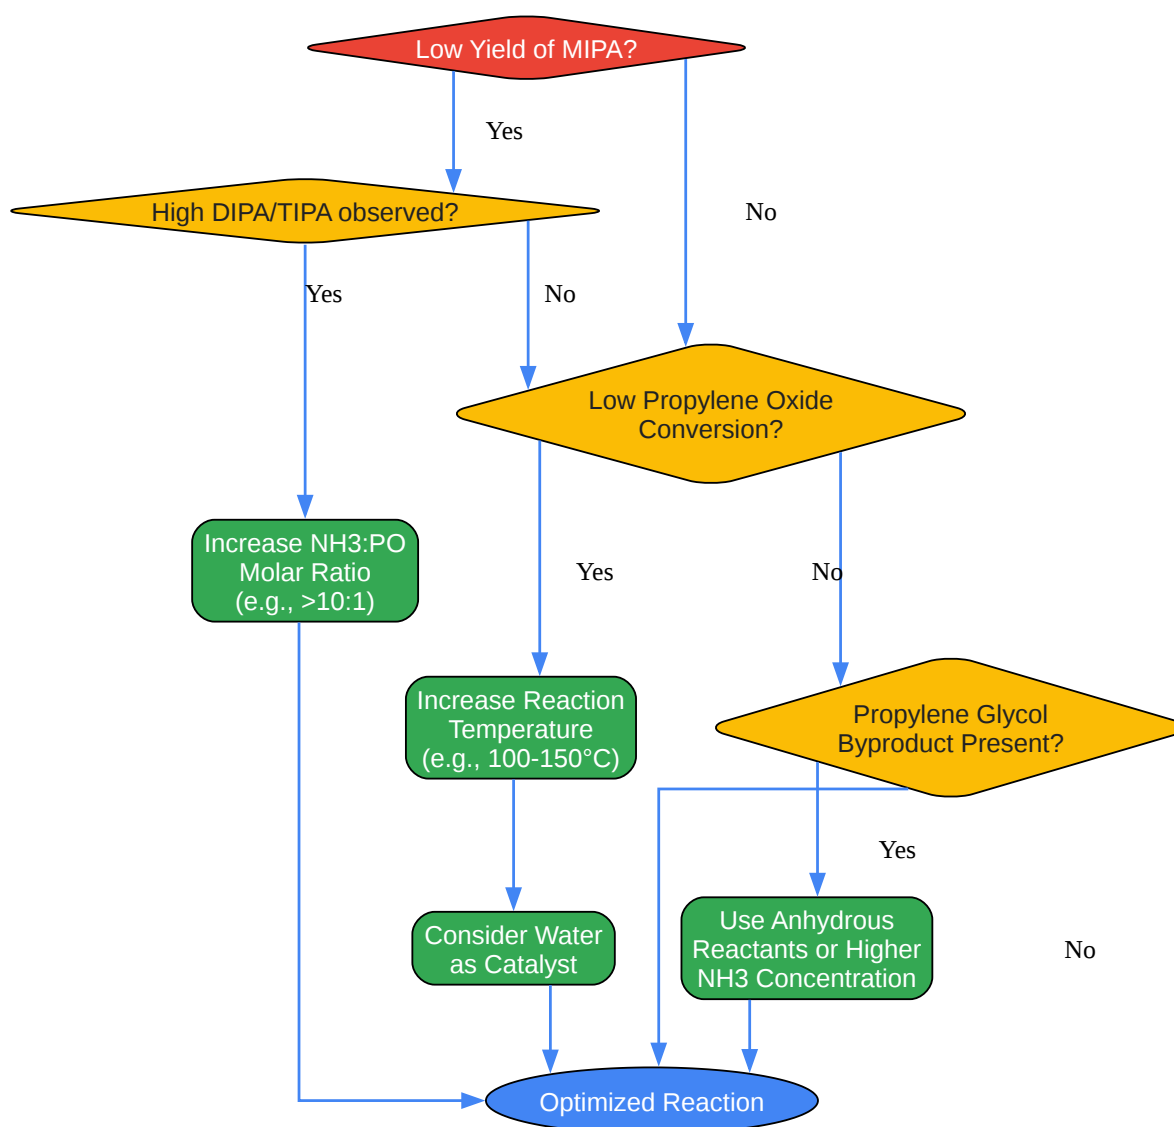 Low Yield of MIPA?
Yes
No
High DIPA/TIPA observed?
Yes
No
Low Propylene Oxide
Conversion?
Increase NH3:PO
Molar Ratio
(e.g., >10:1)
Yes
No
Increase Reaction
Temperature
(e.g., 100-150°C)
Propylene Glycol
Byproduct Present?
Yes
No
Consider Water
as Catalyst
Use Anhydrous
Reactants or Higher
NH3 Concentration
Optimized Reaction